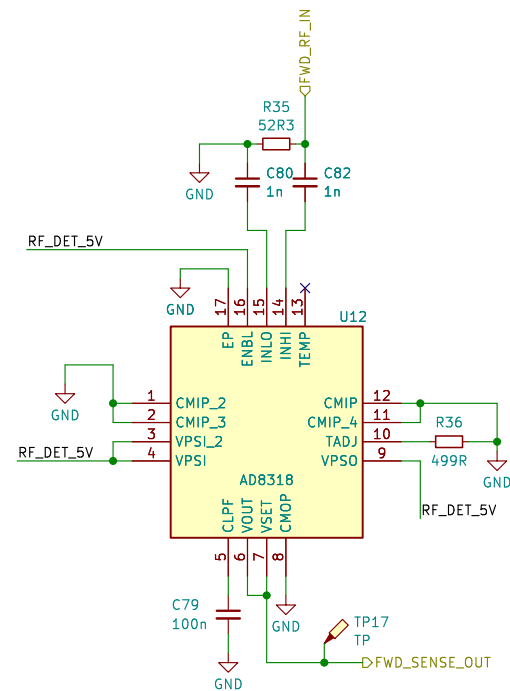 FWD_RF_IN
R35
52R3
C80
1n
C82
1n
GND
RF_DET_5V
GND
17
16
15
14
13
U12
EP
ENBL
INLO
INHI
TEMP
GND
1
2
3
4
CMIP_2
CMIP_3
VPSI_2
VPSI
CMIP
CMIP_4
TADJ
VPSO
12
11
10
9
R36
499R
GND
RF_DET_5V
RF_DET_5V
AD8318
CLPF
VOUT
VSET
CMOP
5
6
7
8
C79
100n
GND
GND
TP17
TP
FWD_SENSE_OUT